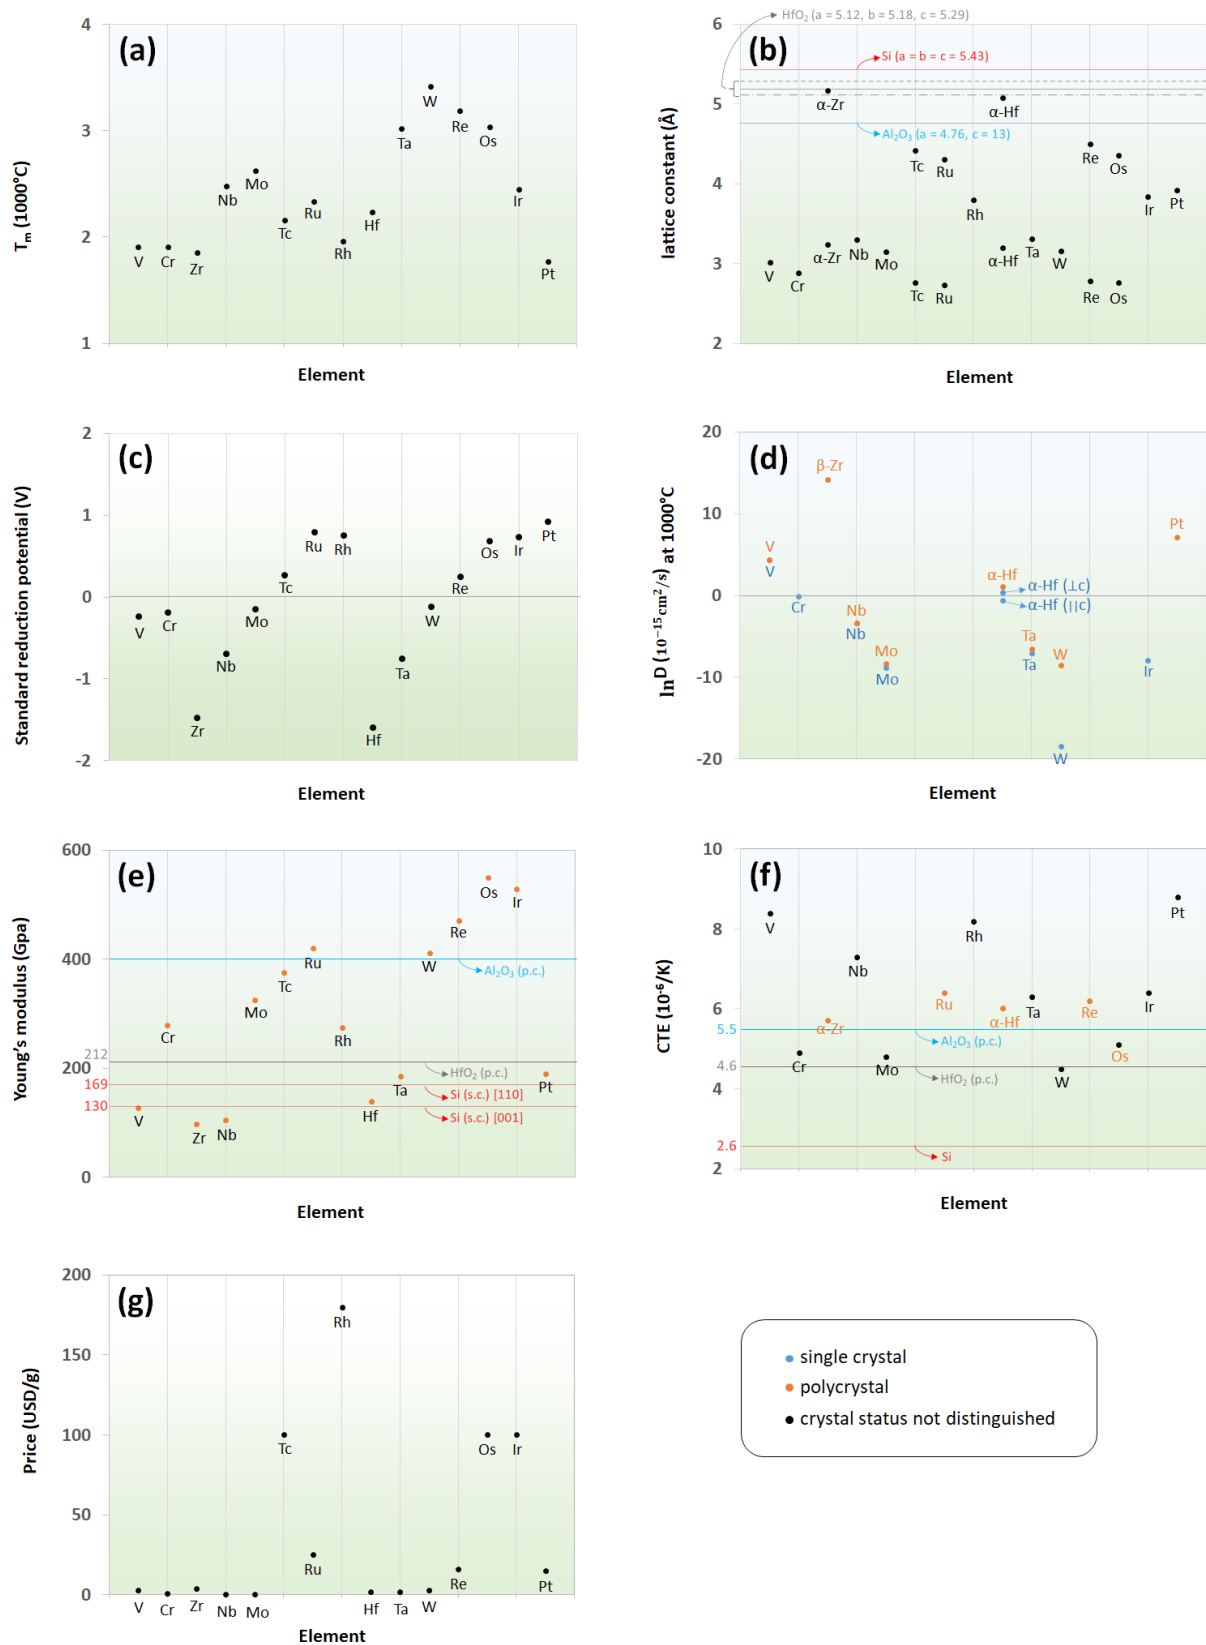 (a)
4
3
2
1
Tm (1000°C)
V
Cr
Zr
Nb
Mo
Tc
Ru
Rh
Hf
Ta
W
Re
Os
Ir
Pt
Element
(b)
HfO₂ (a = 5.12, b = 5.18, c = 5.29)
Si (a = b = c = 5.43)
Al₂O₃ (a = 4.76, c = 13)
6
5
4
3
2
lattice constant (Å)
α-Zr
α-Hf
Tc
Ru
Rh
Re
Os
Ir
Pt
V
Cr
α-Zr
Nb
Mo
Tc
Ru
α-Hf
Ta
W
Re
Os
Element
(c)
2
1
0
-1
-2
Standard reduction potential (V)
V
Cr
Zr
Nb
Mo
Tc
Ru
Rh
Hf
Ta
W
Re
Os
Ir
Pt
Element
(d)
20
10
0
-10
-20
lnD (10⁻¹⁵cm²/s) at 1000°C
β-Zr
V
V
Cr
Nb
Nb
Mo
Mo
α-Hf
α-Hf (⊥c)
α-Hf (||c)
Ta
Ta
W
W
Ir
Pt
Element
(e)
600
400
212
200
169
130
0
Young's modulus (Gpa)
Al₂O₃ (p.c.)
HfO₂ (p.c.)
Si (s.c.) [110]
Si (s.c.) [001]
V
Cr
Zr
Nb
Mo
Tc
Ru
Rh
Hf
Ta
W
Re
Os
Ir
Pt
Element
(f)
10
8
6
5.5
4.6
4
2.6
2
CTE (10⁻⁶/K)
Al₂O₃ (p.c.)
HfO₂ (p.c.)
Si
V
Cr
α-Zr
Nb
Mo
Ru
Rh
α-Hf
Ta
W
Re
Os
Ir
Pt
Element
(g)
200
150
100
50
0
Price (USD/g)
V
Cr
Zr
Nb
Mo
Tc
Ru
Rh
Hf
Ta
W
Re
Os
Ir
Pt
Element
single crystal
polycrystal
crystal status not distinguished